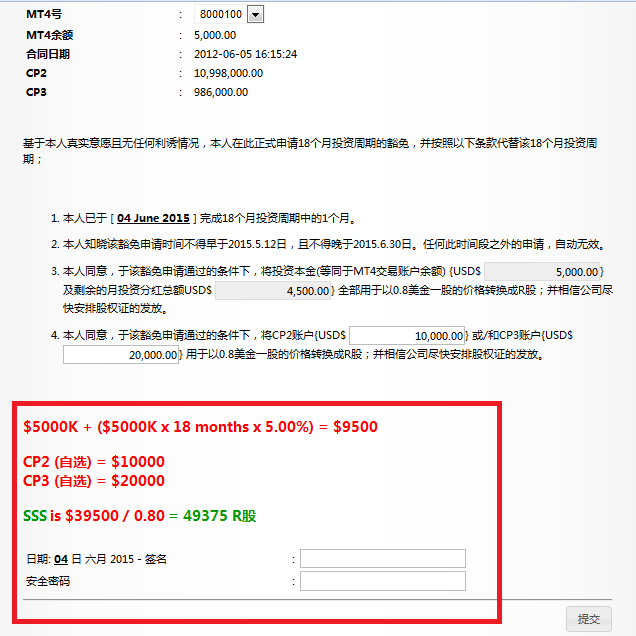 MT4号 : 8000100
MT4余额 : 5,000.00
合同日期 : 2012-06-05 16:15:24
CP2 : 10,998,000.00
CP3 : 986,000.00
基于本人真实意愿且无任何利诱情况，本人在此正式申请18个月投资周期的豁免，并按照以下条款代替该18个月投资周
期；
1. 本人已于 [ 04 June 2015 ] 完成18个月投资周期中的1个月。
2. 本人知晓该豁免申请时间不得早于2015.5.12日，且不得晚于2015.6.30日。任何此时间段之外的申请，自动无效。
3. 本人同意，于该豁免申请通过的条件下，将投资本金(等同于MT4交易账户余额) {USD$ 5,000.00}
及剩余的月投资分红总额USD$ 4,500.00} 全部用于以0.8美金一股的价格转换成R股；并相信公司尽
快安排股权证的发放。
4. 本人同意，于该豁免申请通过的条件下，将CP2账户{USD$ 10,000.00} 或/和CP3账户{USD$
20,000.00} 用于以0.8美金一股的价格转换成R股；并相信公司尽快安排股权证的发放。
$5000K + ($5000K x 18 months x 5.00%) = $9500
CP2 (自选) = $10000
CP3 (自选) = $20000
SSS is $39500 / 0.80 = 49375 R股
日期: 04 日 六月 2015 - 签名 :
安全密码 :
提交